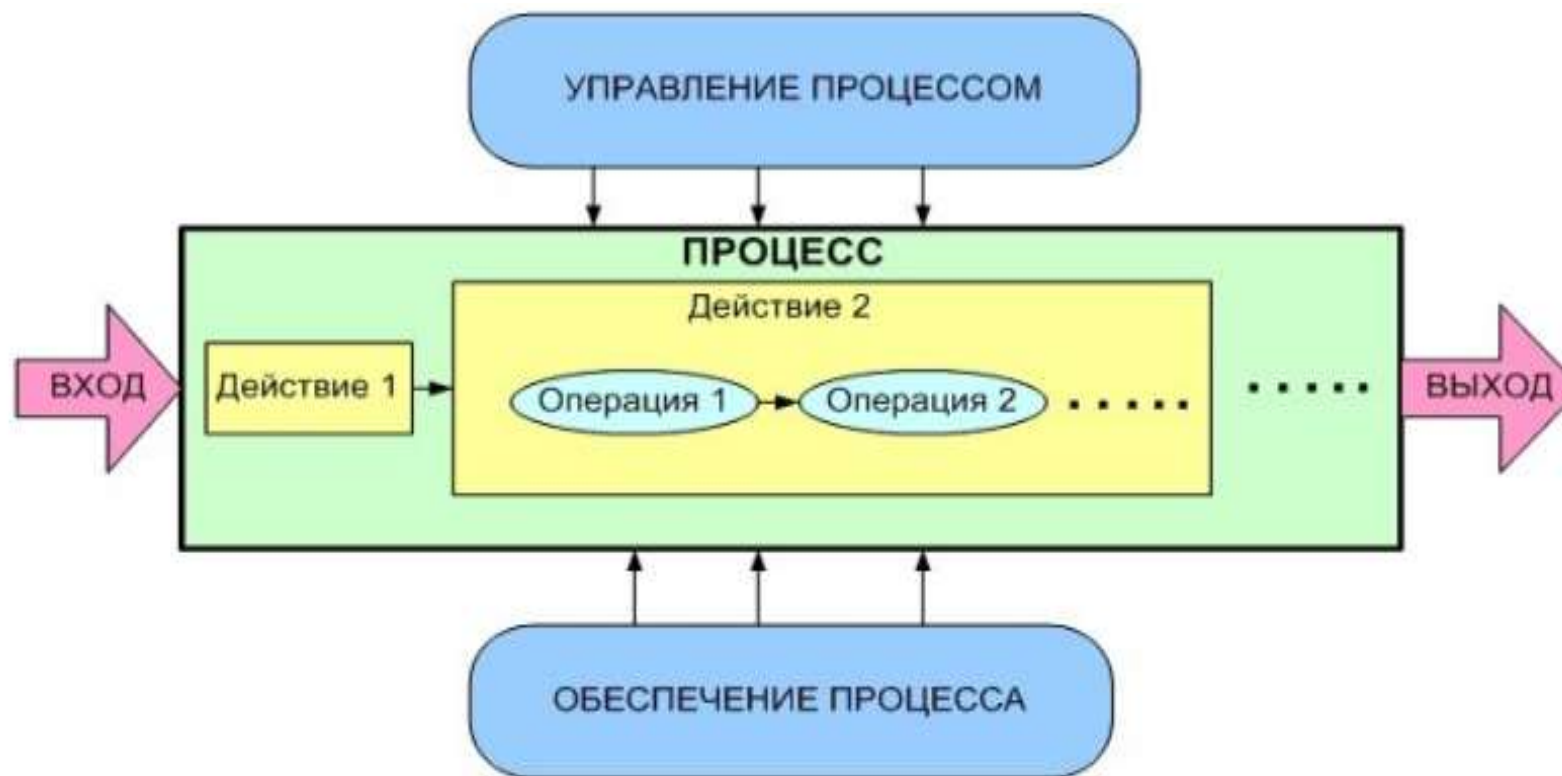 УПРАВЛЕНИЕ ПРОЦЕССОМ
ПРОЦЕСС
Действие 2
ВХОД
Действие 1
Операция 1
Операция 2
ВЫХОД
ОБЕСПЕЧЕНИЕ ПРОЦЕССА